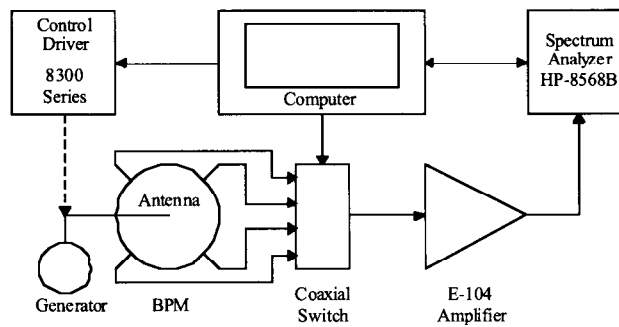 Control
Driver
8300
Series
Computer
Spectrum
Analyzer
HP-8568B
Antenna
Generator
BPM
Coaxial
Switch
E-104
Amplifier